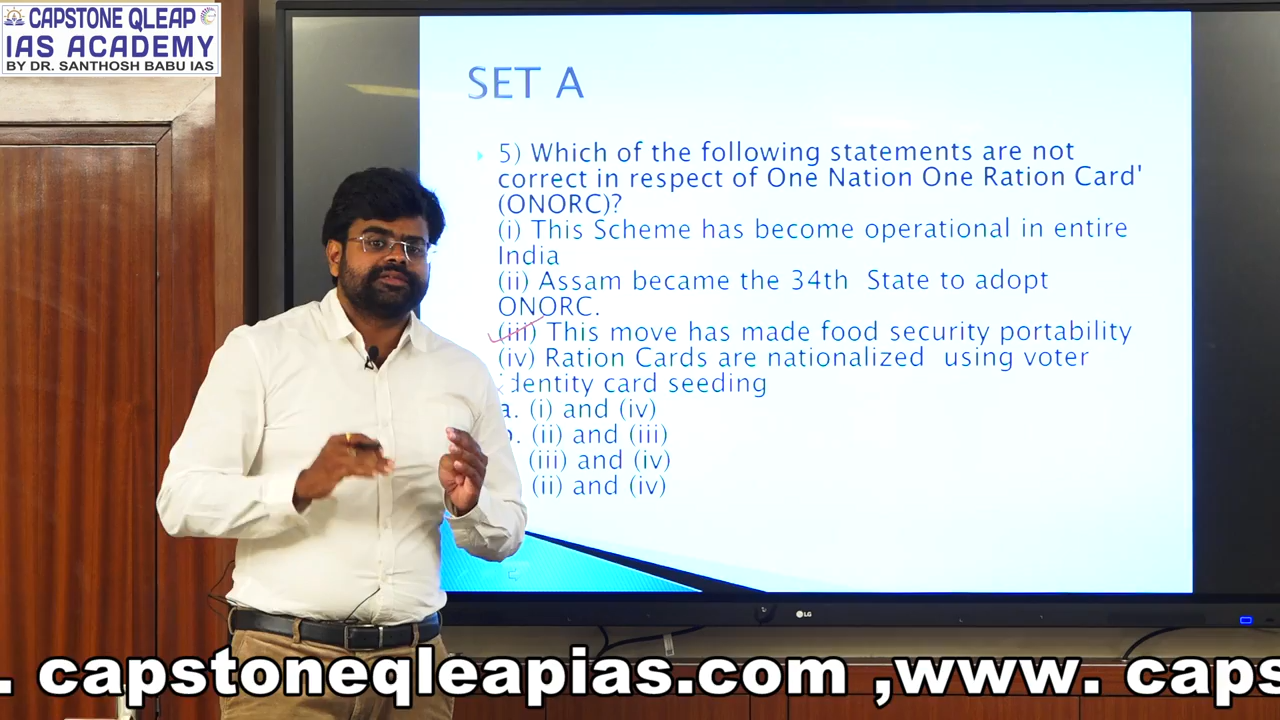 CAPSTONE QLEAP
IAS ACADEMY
BY DR. SANTHOSH BABU IAS
SET A
5) Which of the following statements are not
correct in respect of One Nation One Ration Card'
(ONORC)?
(i) This Scheme has become operational in entire
India
(ii) Assam became the 34th State to adopt
ONORC.
(iii) This move has made food security portability
(iv) Ration Cards are nationalized using voter
identity card seeding
a. (i) and (iv)
. (ii) and (iii)
(iii) and (iv)
(ii) and (iv)
LG
. capstoneqleapias.com ,www. caps